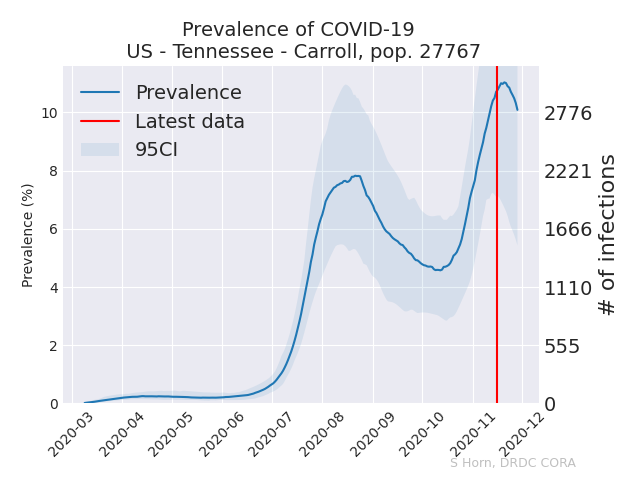 Prevalence of COVID-19
US - Tennessee - Carroll, pop. 27767
Prevalence
Latest data
95CI
Prevalence (%)
10
8
6
4
2
0
2776
2221
1666
1110
555
0
# of infections
2020-03
2020-04
2020-05
2020-06
2020-07
2020-08
2020-09
2020-10
2020-11
2020-12
S Horn, DRDC CORA